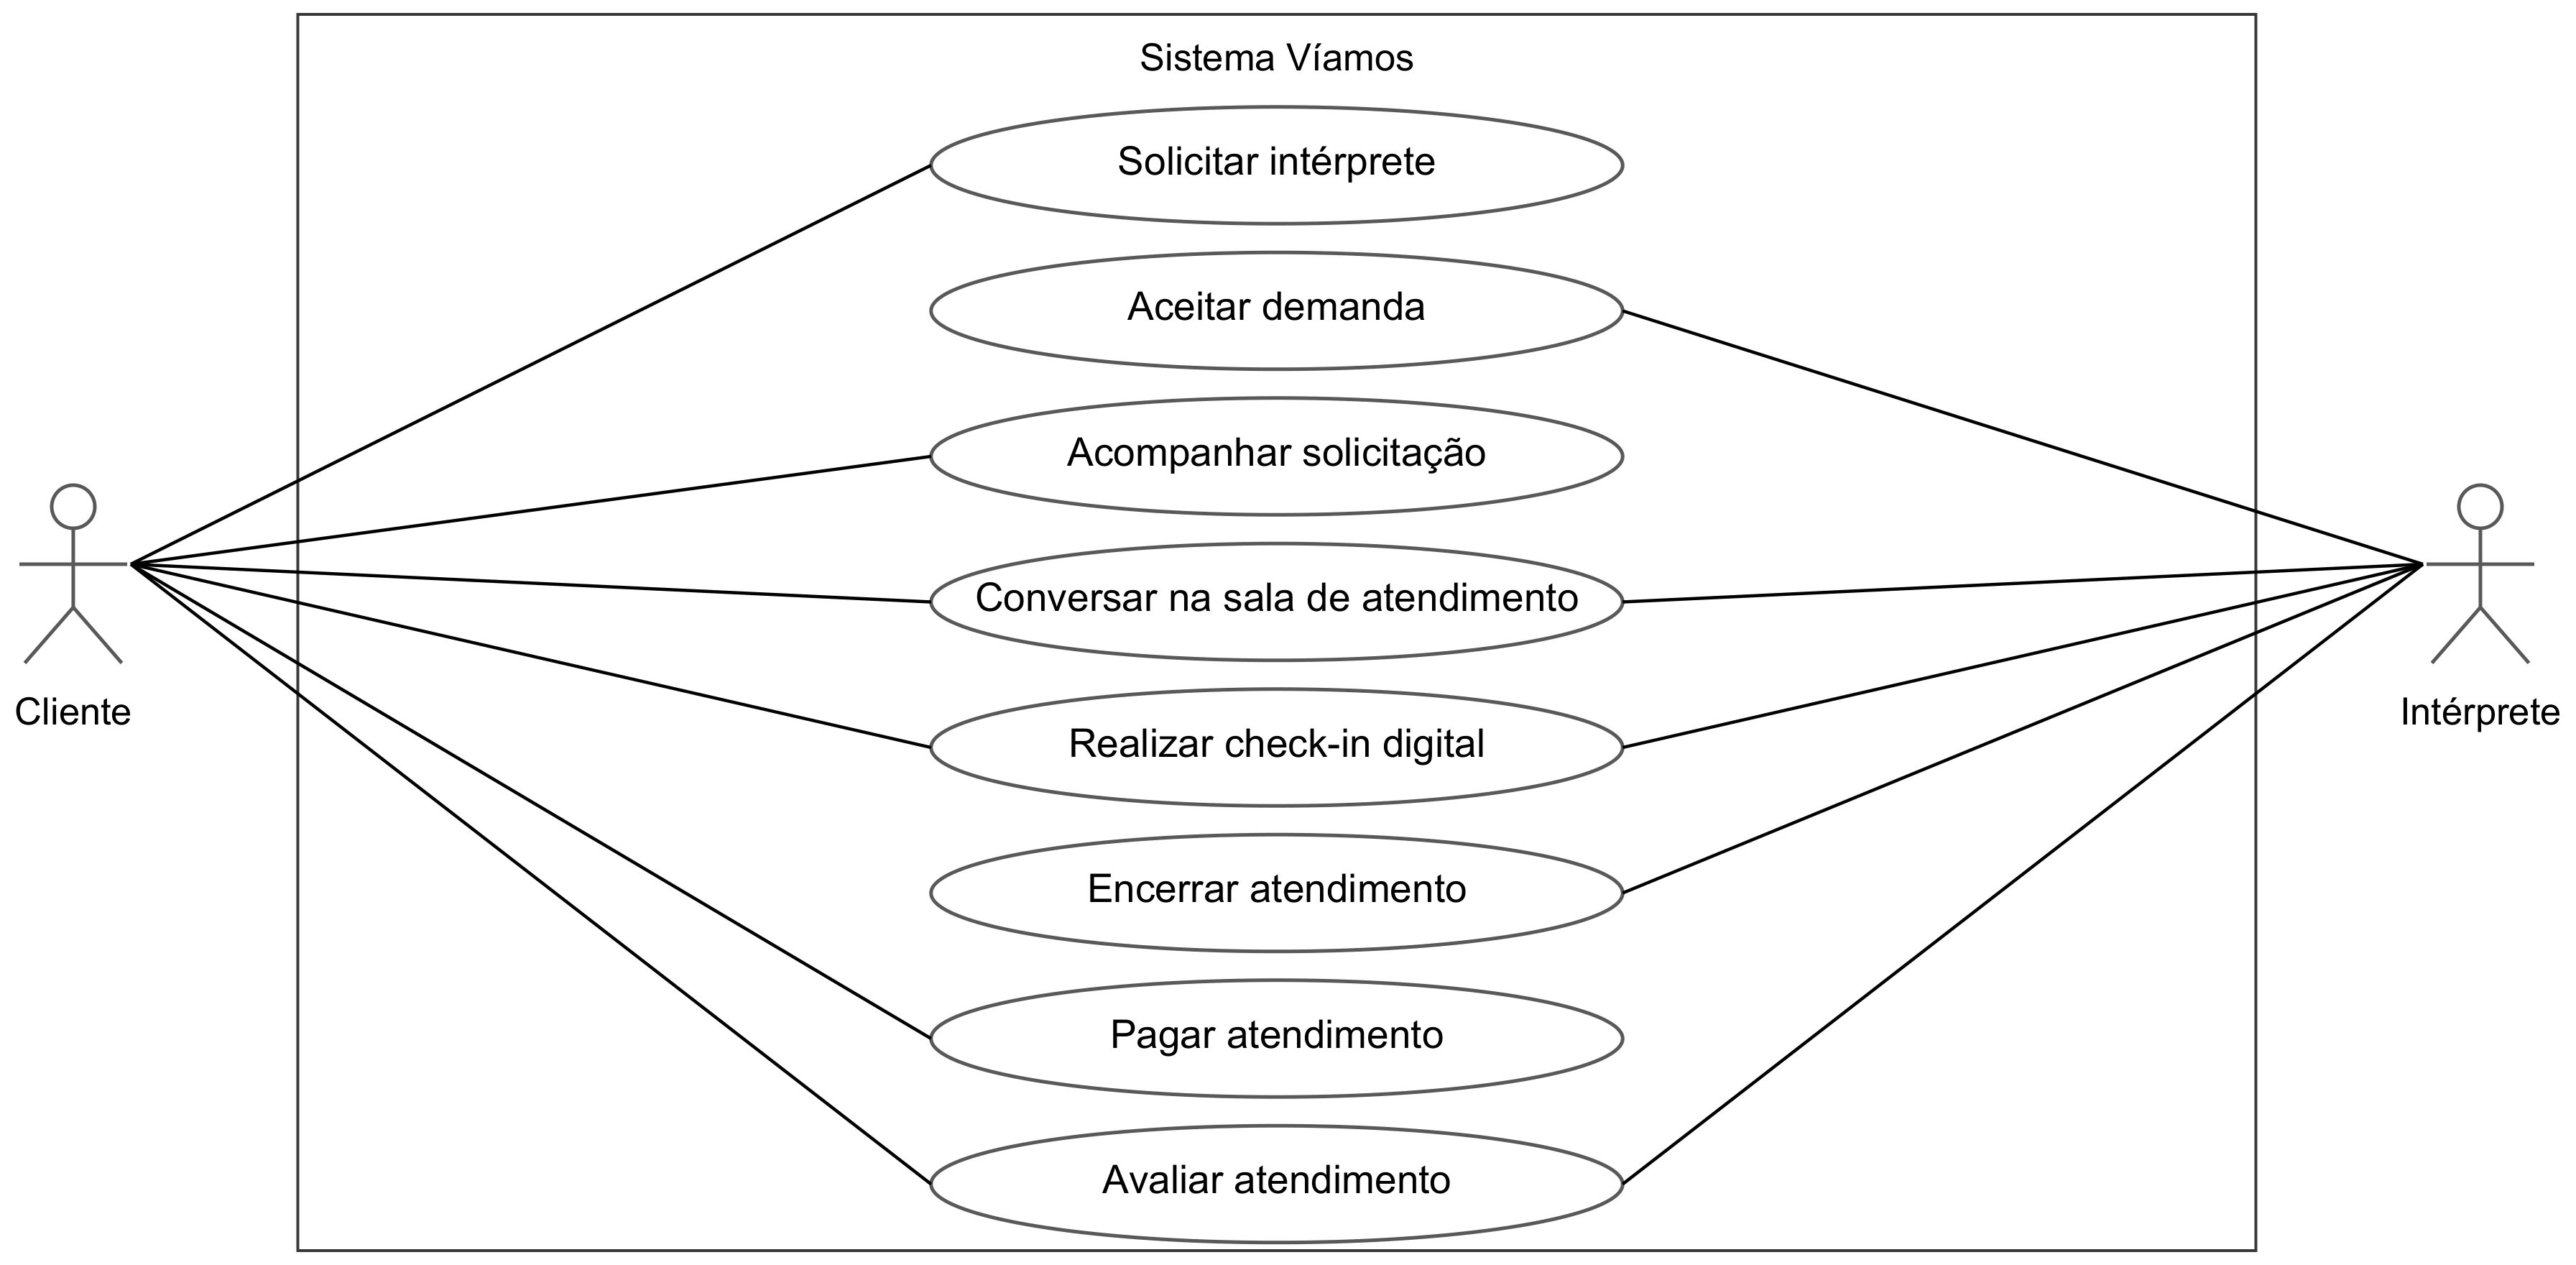 Sistema Víamos
Solicitar intérprete
Aceitar demanda
Acompanhar solicitação
Conversar na sala de atendimento
Realizar check-in digital
Encerrar atendimento
Pagar atendimento
Avaliar atendimento
Cliente
Intérprete